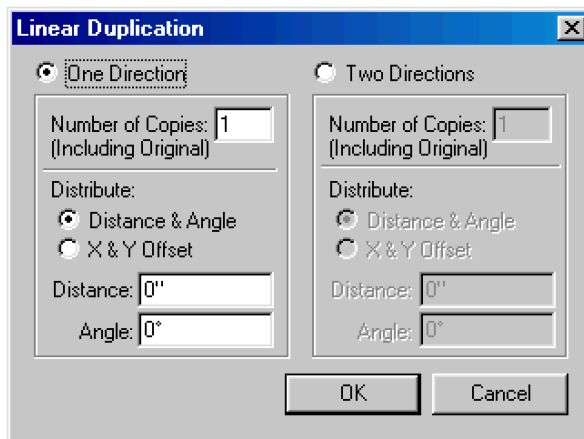 Linear Duplication
One Direction
Number of Copies: 1
(Including Original)
Distribute:
Distance & Angle
X & Y Offset
Distance: 0"
Angle: 0°
Two Directions
Number of Copies: 1
(Including Original)
Distribute:
Distance & Angle
X & Y Offset
Distance: 0"
Angle: 0°
OK
Cancel